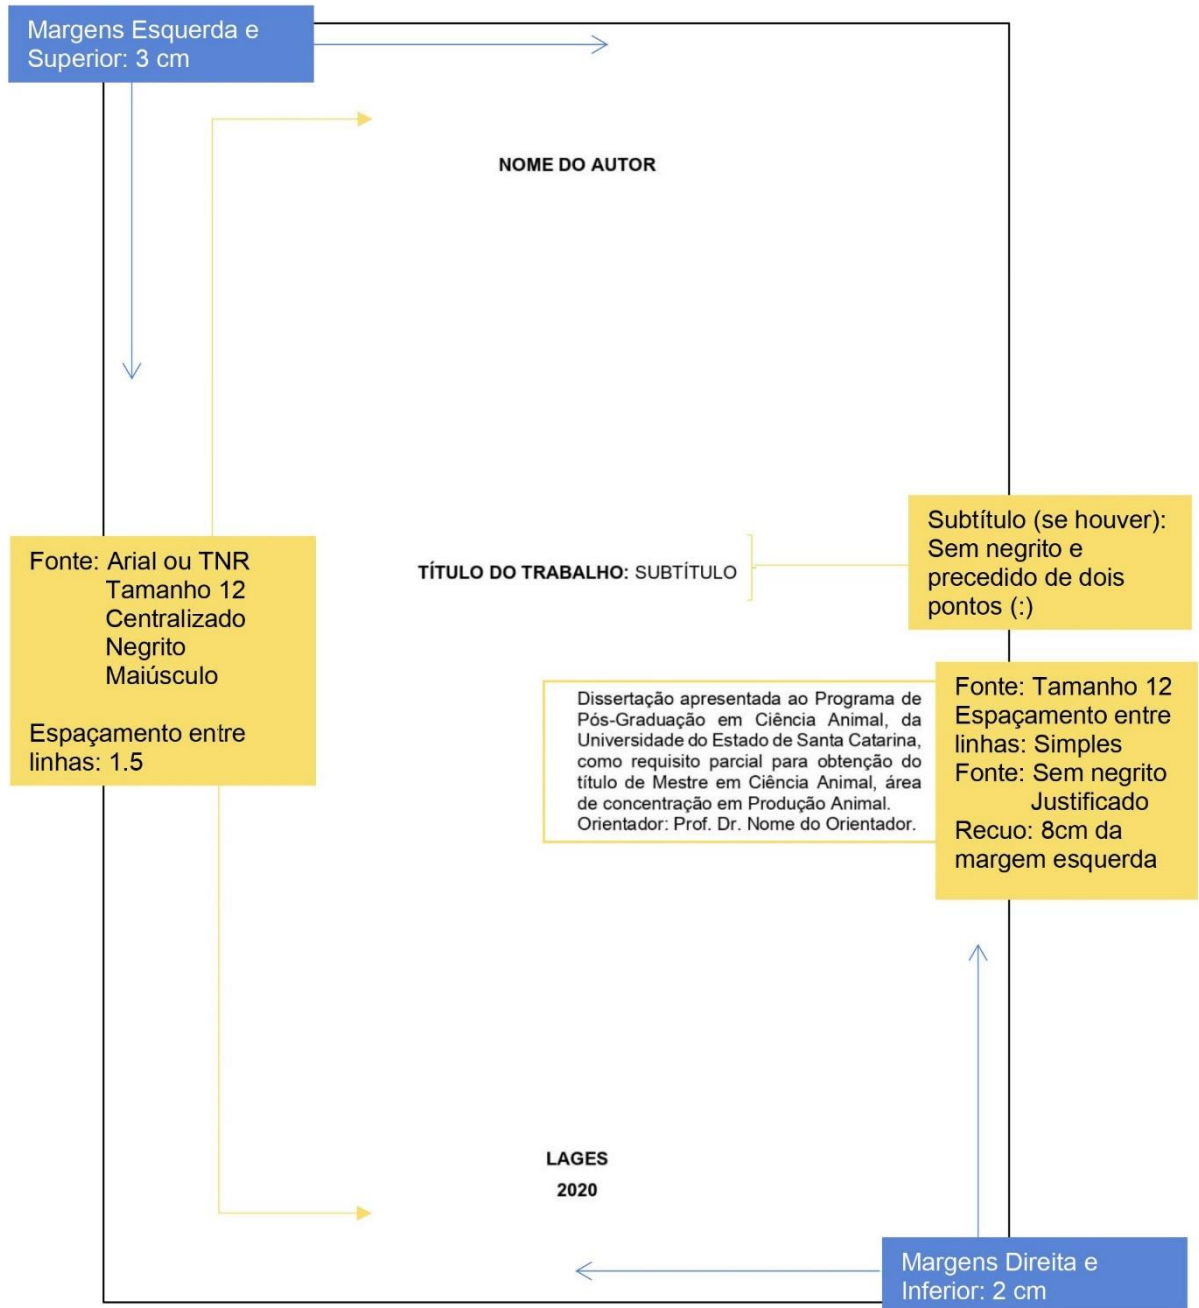 Margens Esquerda e
Superior: 3 cm
NOME DO AUTOR
Fonte: Arial ou TNR
Tamanho 12
Centralizado
Negrito
Maiúsculo
Espaçamento entre
linhas: 1.5
TÍTULO DO TRABALHO: SUBTÍTULO
Subtítulo (se houver):
Sem negrito e
precedido de dois
pontos (:)
Dissertação apresentada ao Programa de
Pós-Graduação em Ciência Animal, da
Universidade do Estado de Santa Catarina,
como requisito parcial para obtenção do
título de Mestre em Ciência Animal, área
de concentração em Produção Animal.
Orientador: Prof. Dr. Nome do Orientador.
Fonte: Tamanho 12
Espaçamento entre
linhas: Simples
Fonte: Sem negrito
Justificado
Recuo: 8cm da
margem esquerda
LAGES
2020
Margens Direita e
Inferior: 2 cm